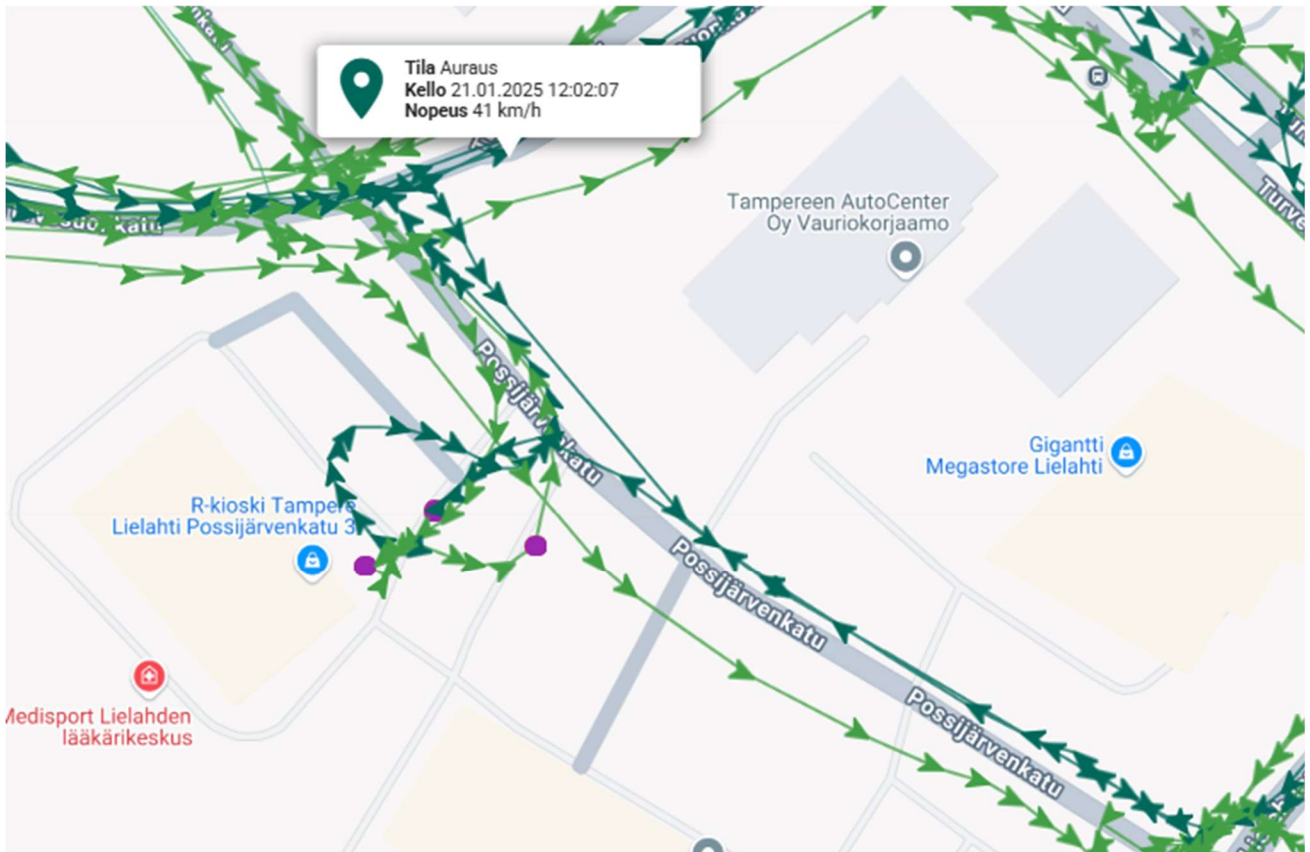 Tila Auraus
Kello 21.01.2025 12:02:07
Nopeus 41 km/h
Tampereen AutoCenter
Oy Vauriokorjaamo
Possijärvenkatu
Gigantti
Megastore Lielahti
R-kioski Tampere
Lielahti Possijärvenkatu 3
Possijärvenkatu
Possijärvenkatu
Medisport Lielahden
lääkärikeskus